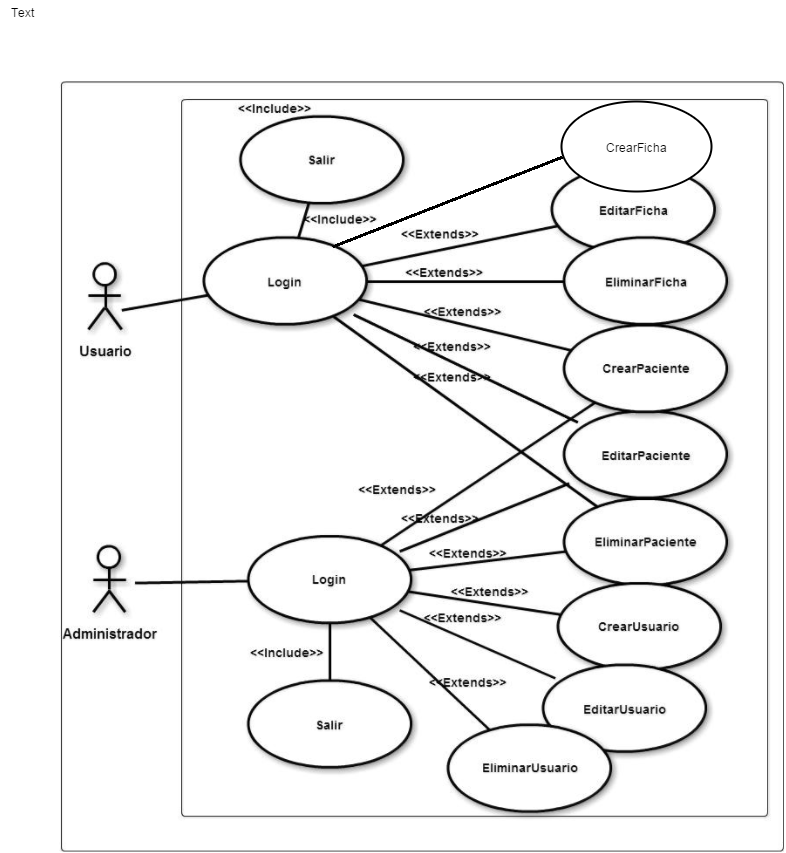 Text
<<Include>>
CrearFicha
Salir
EditarFicha
<<Include>>
<<Extends>>
<<Extends>>
Login
EliminarFicha
<<Extends>>
Usuario
<<Extends>>
CrearPaciente
<<Extends>>
EditarPaciente
<<Extends>>
<<Extends>>
EliminarPaciente
<<Extends>>
Login
<<Extends>>
Administrador
CrearUsuario
<<Extends>>
<<Include>>
<<Extends>>
EditarUsuario
Salir
EliminarUsuario